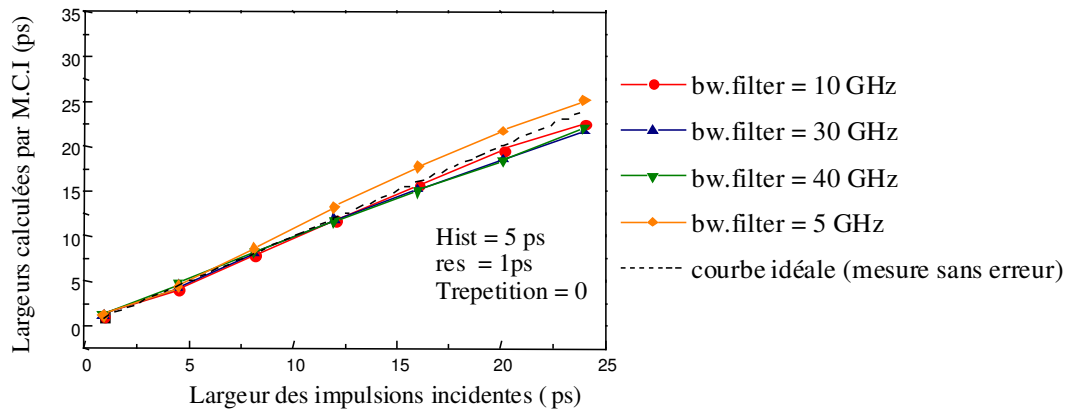 Largeurs calculées par M.C.I (ps)
35
30
25
20
15
10
5
0
0
5
10
15
20
25
Largeur des impulsions incidentes ( ps)
Hist = 5 ps
res = 1ps
Trepetition = 0
bw.filter = 10 GHz
bw.filter = 30 GHz
bw.filter = 40 GHz
bw.filter = 5 GHz
courbe idéale (mesure sans erreur)